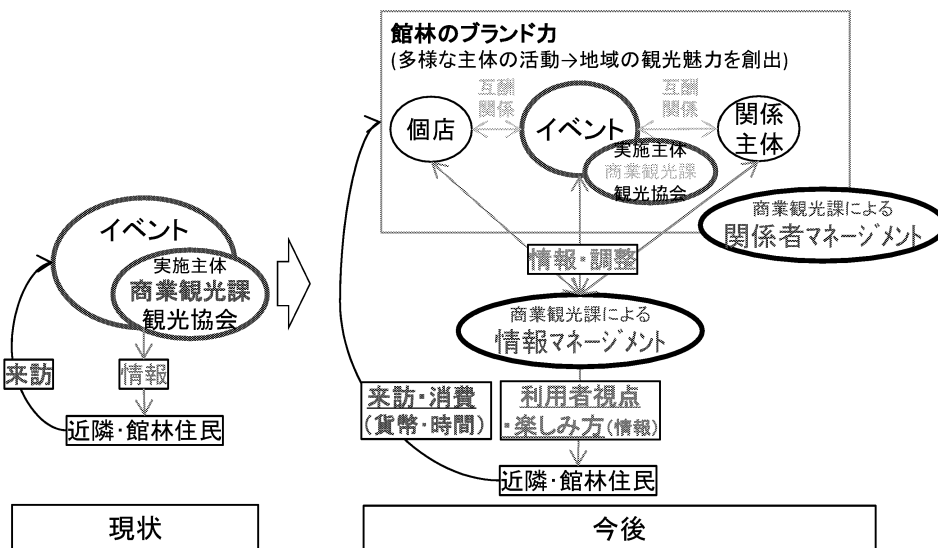 館林のブランド力
(多様な主体の活動→地域の観光魅力を創出)
互酬
関係
互酬
関係
個店
イベント
関係
主体
実施主体
商業観光課
観光協会
商業観光課による
関係者マネージメント
情報・調整
商業観光課による
情報マネージメント
来訪・消費
(貨幣・時間)
利用者視点
・楽しみ方(情報)
近隣・館林住民
今後
イベント
実施主体
商業観光課
観光協会
来訪
情報
近隣・館林住民
現状